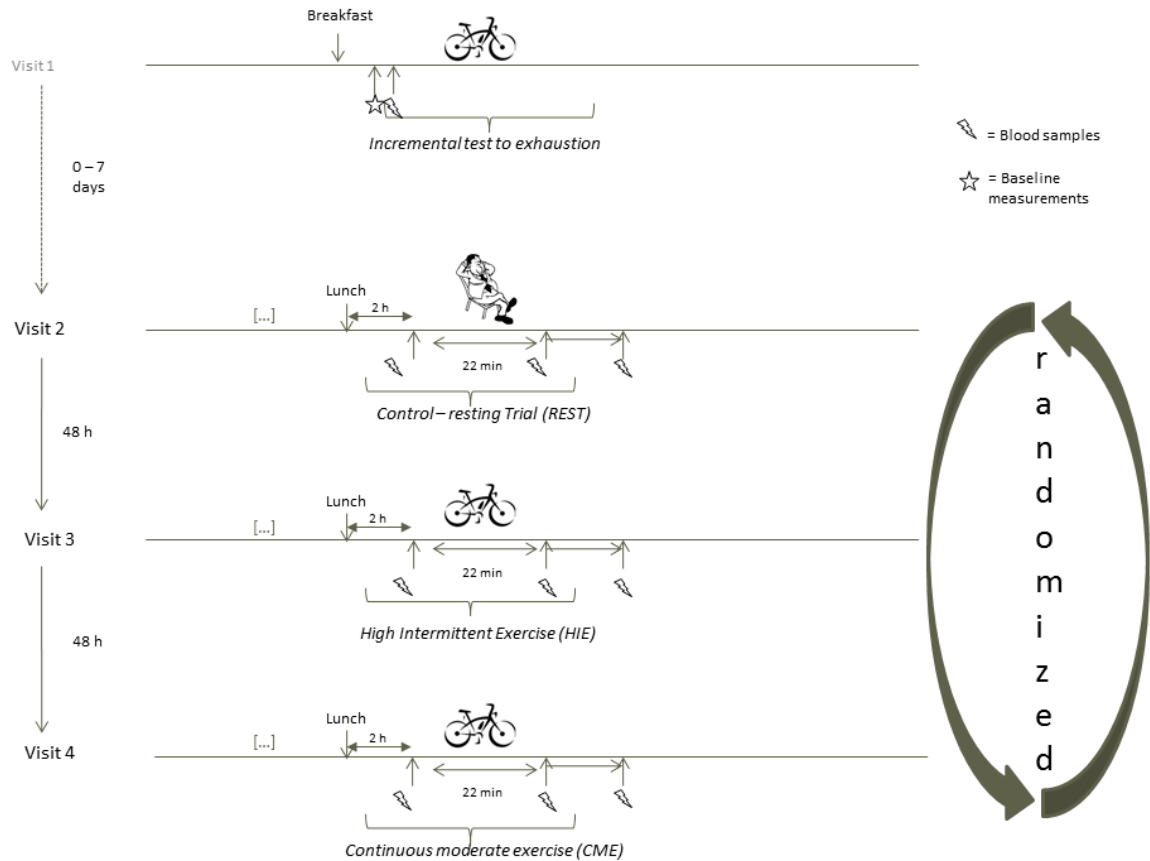 Breakfast
Visit 1
Incremental test to exhaustion
= Blood samples
0 – 7
days
= Baseline
measurements
Lunch
2 h
[...]
Visit 2
22 min
Control – resting Trial (REST)
48 h
Lunch
2 h
[...]
Visit 3
22 min
High Intermittent Exercise (HIE)
48 h
Lunch
2 h
[...]
Visit 4
22 min
Continuous moderate exercise (CME)
r
a
n
d
o
m
i
z
e
d